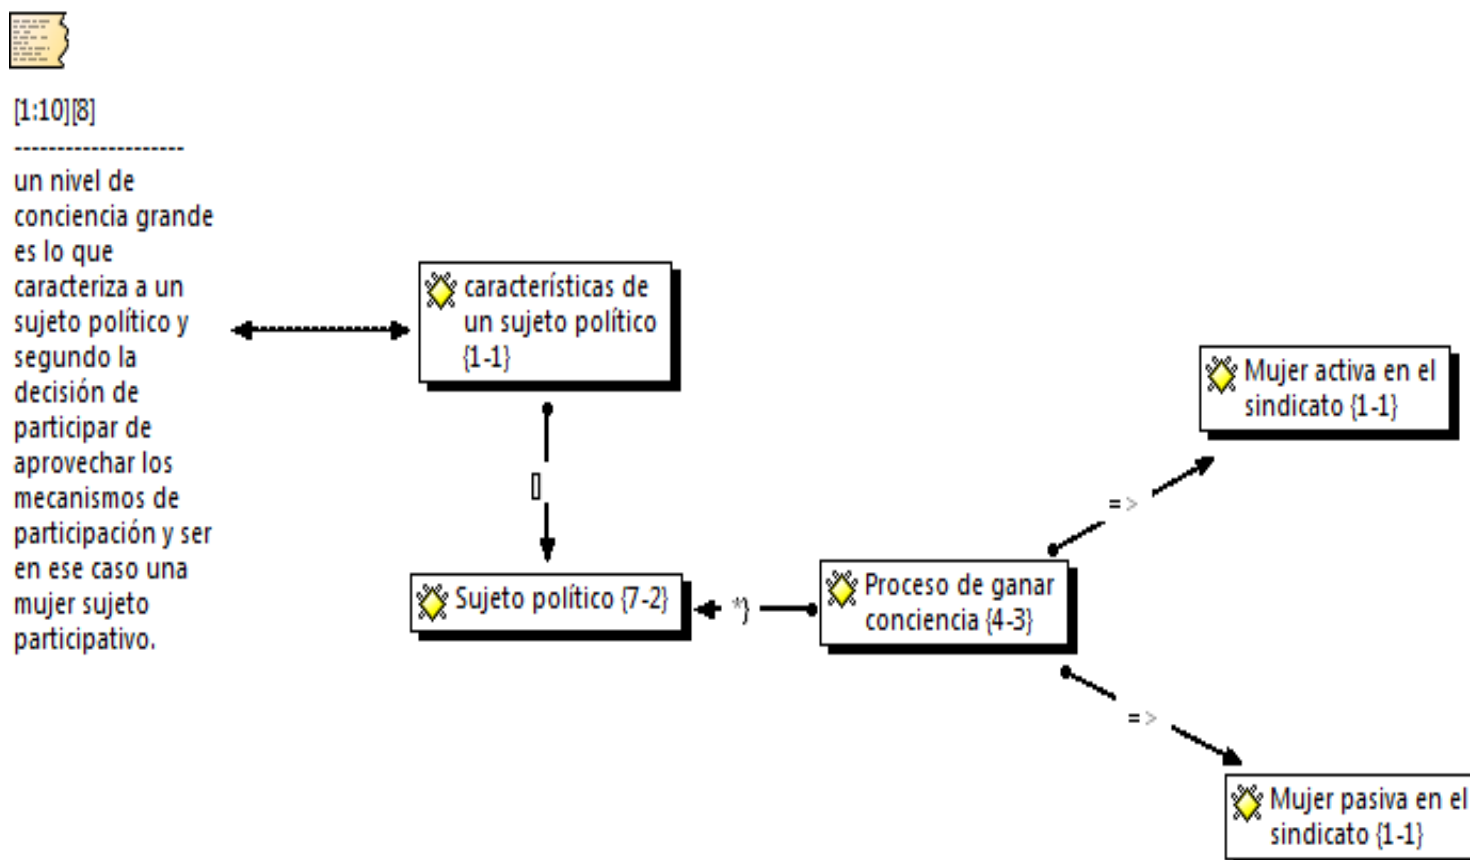 [1:10][8]
--------------------
un nivel de
conciencia grande
es lo que
caracteriza a un
sujeto político y
segundo la
decisión de
participar de
aprovechar los
mecanismos de
participación y ser
en ese caso una
mujer sujeto
participativo.
características de
un sujeto político
{1-1}
[]
Sujeto político {7-2}
*}
Proceso de ganar
conciencia {4-3}
=>
Mujer activa en el
sindicato {1-1}
=>
Mujer pasiva en el
sindicato {1-1}